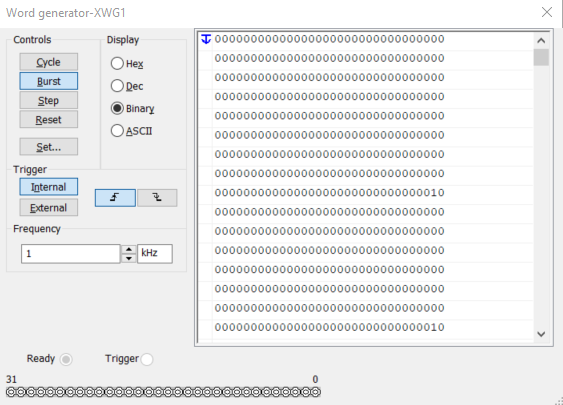 Word generator-XWG1
Controls
Cycle
Burst
Step
Reset
Set...
Display
Hex
Dec
Binary
ASCII
Trigger
Internal
External
Frequency
1 kHz
00000000000000000000000000000000
00000000000000000000000000000000
00000000000000000000000000000000
00000000000000000000000000000000
00000000000000000000000000000000
00000000000000000000000000000000
00000000000000000000000000000000
00000000000000000000000000000000
00000000000000000000000000000010
00000000000000000000000000000000
00000000000000000000000000000000
00000000000000000000000000000000
00000000000000000000000000000000
00000000000000000000000000000000
00000000000000000000000000000000
00000000000000000000000000000010
Ready
Trigger
31 0